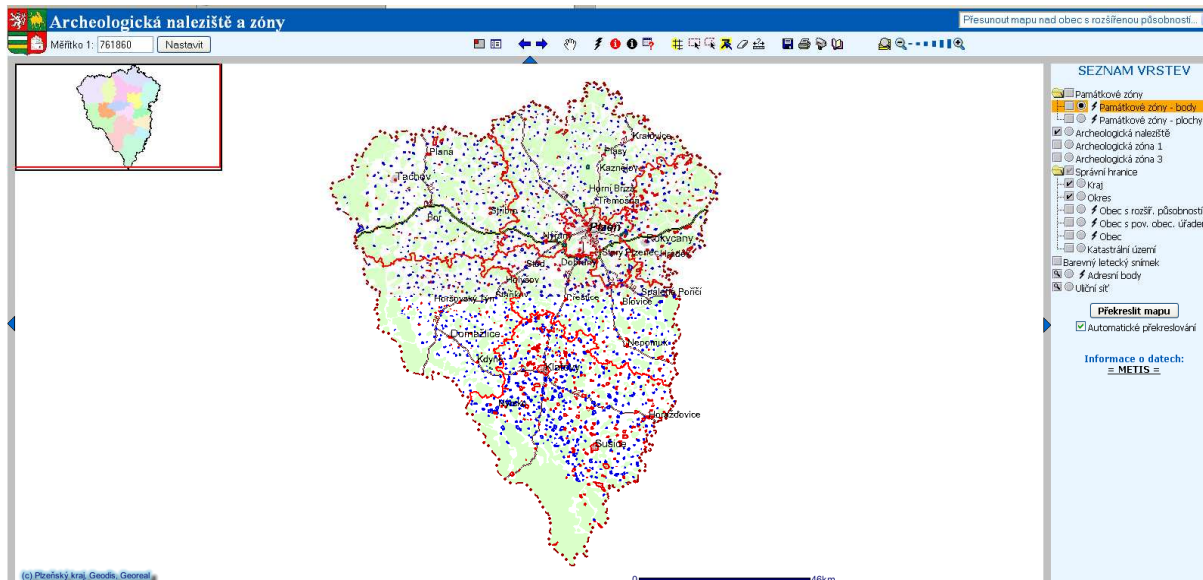 Archeologická naleziště a zóny
Přesunout mapu nad obec s rozšířenou působností...
Měřítko 1: 761860 Nastavit
SEZNAM VRSTEV
Památkové zóny
Památkové zóny - body
Památkové zóny - plochy
Archeologická naleziště
Archeologická zóna 1
Archeologická zóna 3
Správní hranice
Kraj
Okres
Obec s rozšíř. působností
Obec s pov. obec. úřadem
Obec
Katastrální území
Barevný letecký snímek
Adresní body
Uliční síť
Překreslit mapu
Automatické překreslování
Informace o datech:
= METIS =
Kralovice
Planá
Plasy
Kaznějov
Tachov
Horní Bříza
Třemošná
Stříbro
Bor
Plzeň
Nýřany
Rokycany
Starý Plzenec
Hrádek
Dobřany
Stod
Holýšov
Staňkov
Spálené Poříčí
Horšovský Týn
Přeštice
Blovice
Domažlice
Nepomuk
Kdyně
Klatovy
Horažďovice
Sušice
(c) Plzeňský kraj, Geodis, Georeal
0 46km